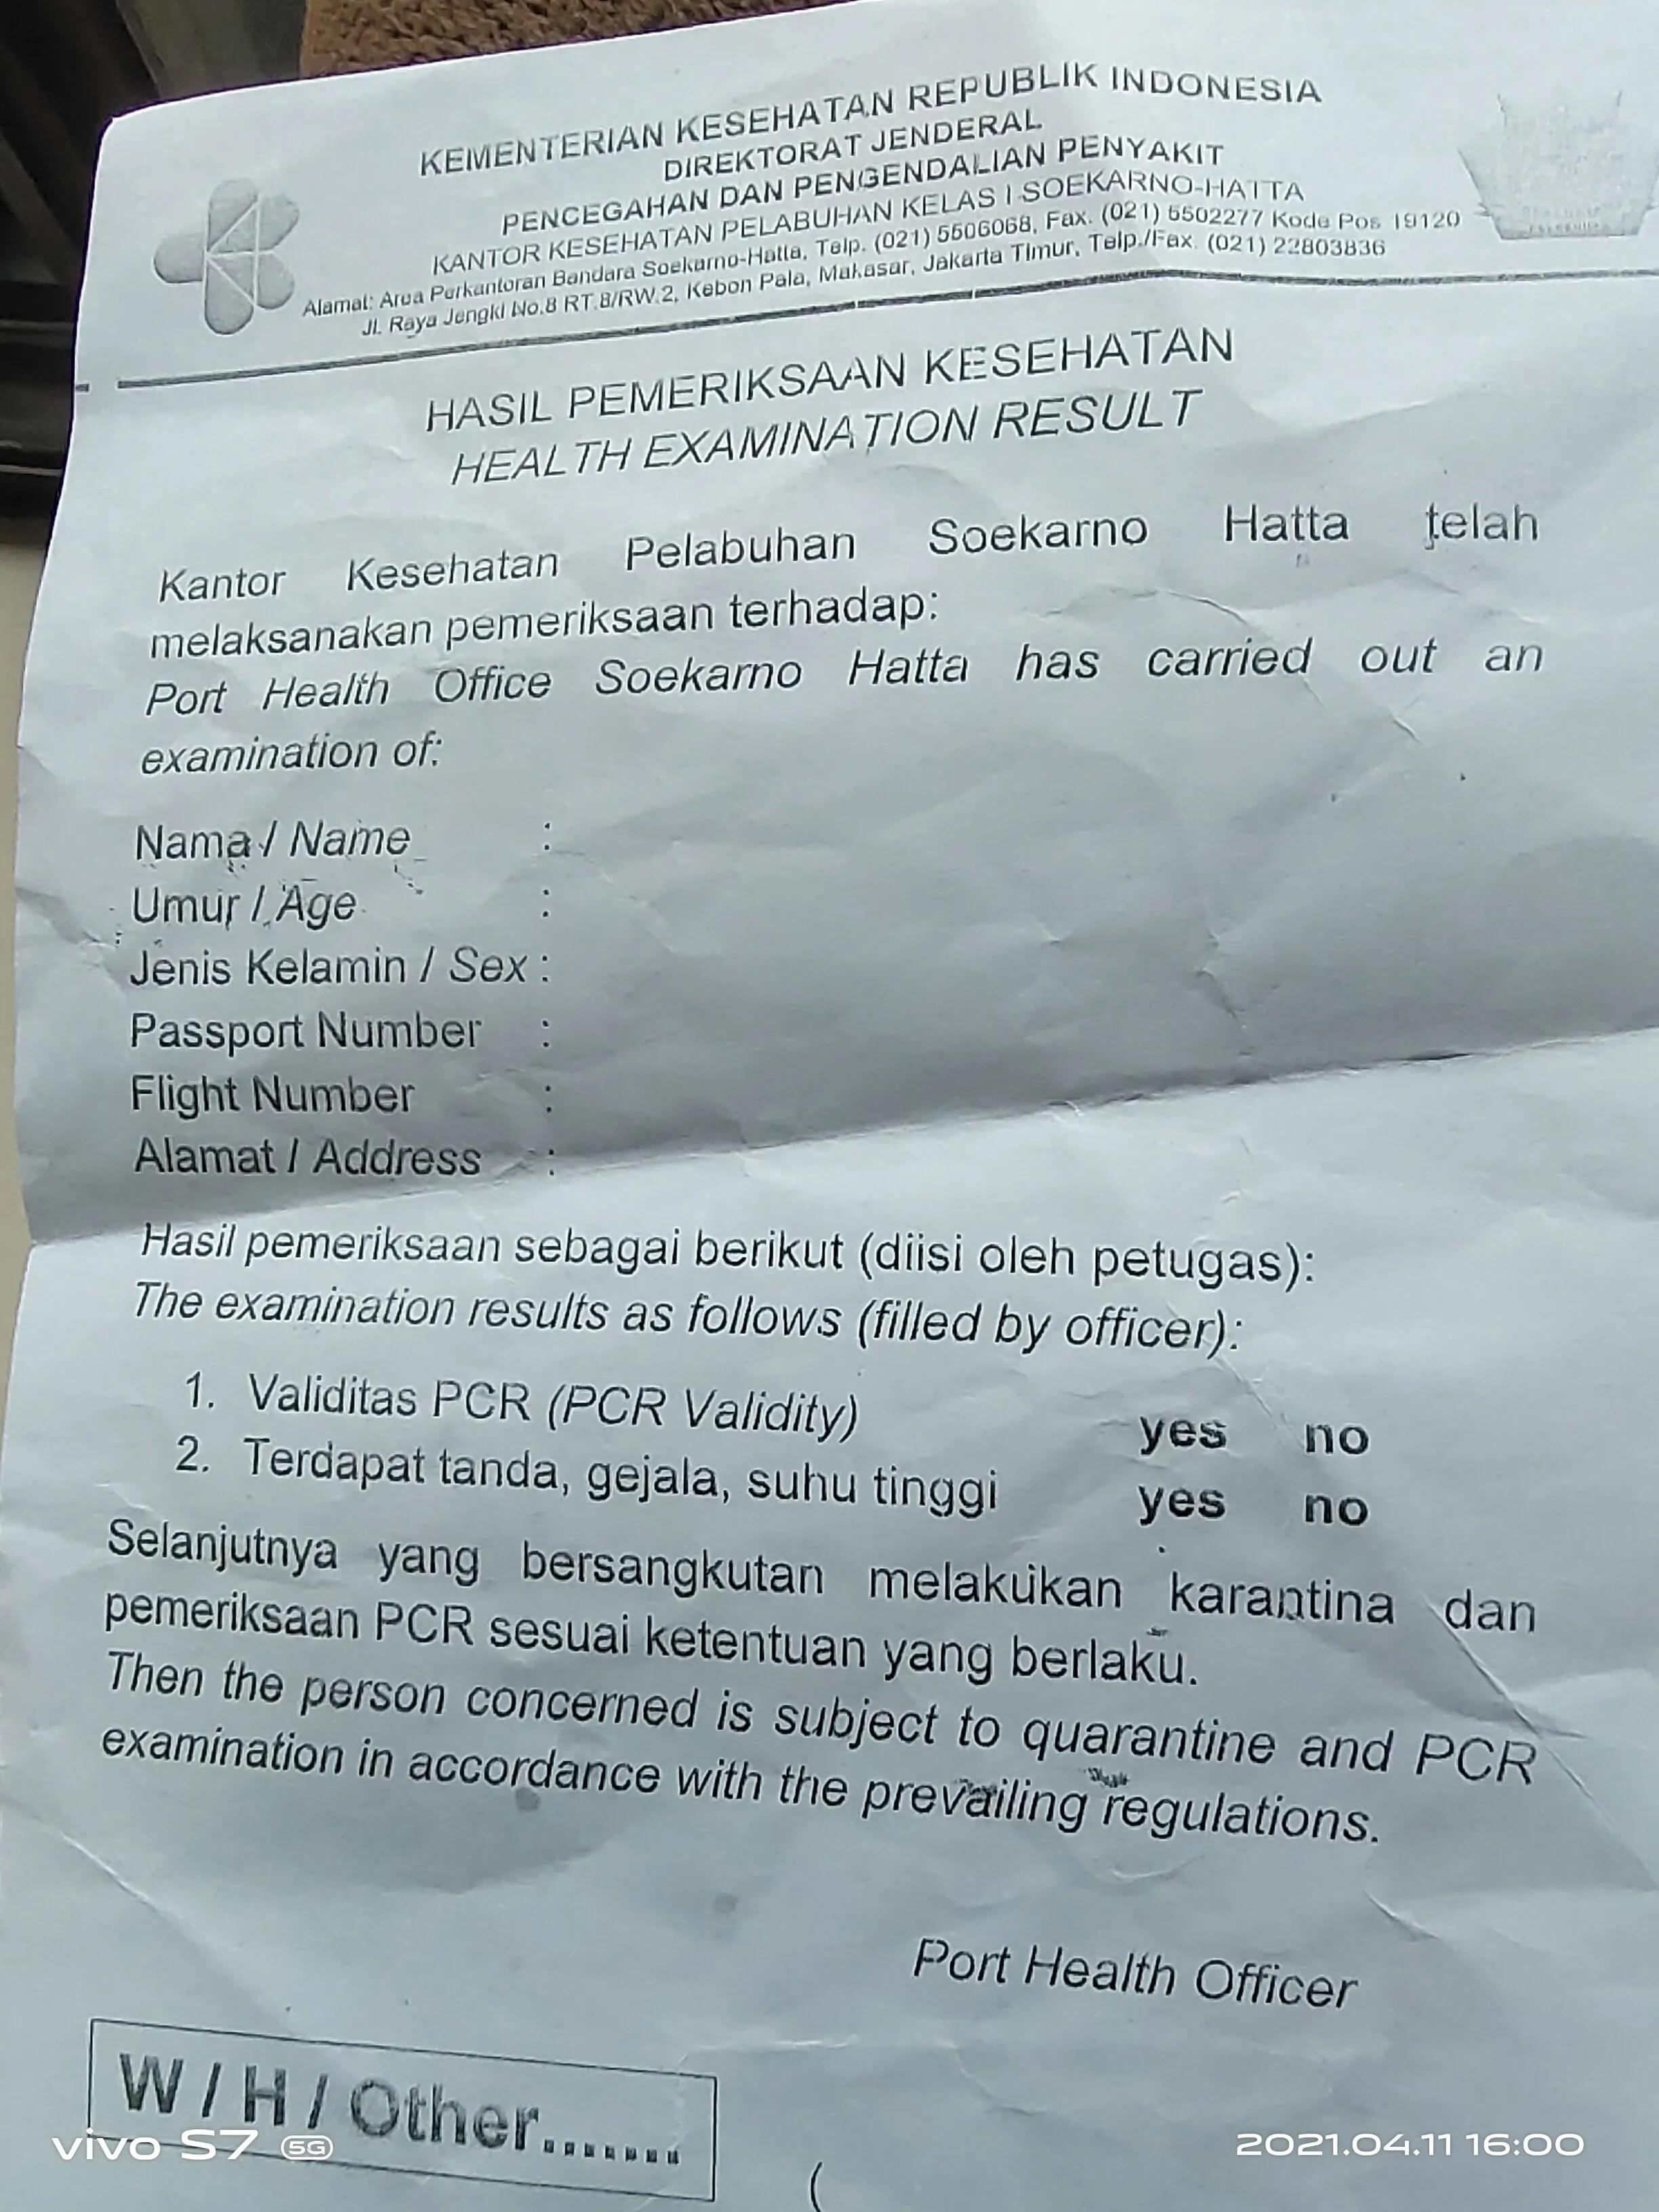 KEMENTERIAN KESEHATAN REPUBLIK INDONESIA
DIREKTORAT JENDERAL
PENCEGAHAN DAN PENGENDALIAN PENYAKIT
KANTOR KESEHATAN PELABUHAN KELAS I SOEKARNO-HATTA
Alamat: Area Perkantoran Bandara Soekarno-Hatta, Telp. (021) 5506068, Fax. (021) 5502277 Kode Pos 19120
Jl. Raya Jengki No.8 RT.8/RW.2, Kebon Pala, Makasar, Jakarta Timur, Telp./Fax. (021) 22803836
HASIL PEMERIKSAAN KESEHATAN
HEALTH EXAMINATION RESULT
Kantor Kesehatan Pelabuhan Soekarno Hatta telah
melaksanakan pemeriksaan terhadap:
Port Health Office Soekarno Hatta has carried out an
examination of:
Nama / Name :
Umur / Age :
Jenis Kelamin / Sex :
Passport Number :
Flight Number :
Alamat / Address :
Hasil pemeriksaan sebagai berikut (diisi oleh petugas):
The examination results as follows (filled by officer):
1. Validitas PCR (PCR Validity) yes no
2. Terdapat tanda, gejala, suhu tinggi yes no
Selanjutnya yang bersangkutan melakukan karantina dan
pemeriksaan PCR sesuai ketentuan yang berlaku.
Then the person concerned is subject to quarantine and PCR
examination in accordance with the prevailing regulations.
Port Health Officer
W / H / Other........
(
vivo S7 5G
2021.04.11 16:00